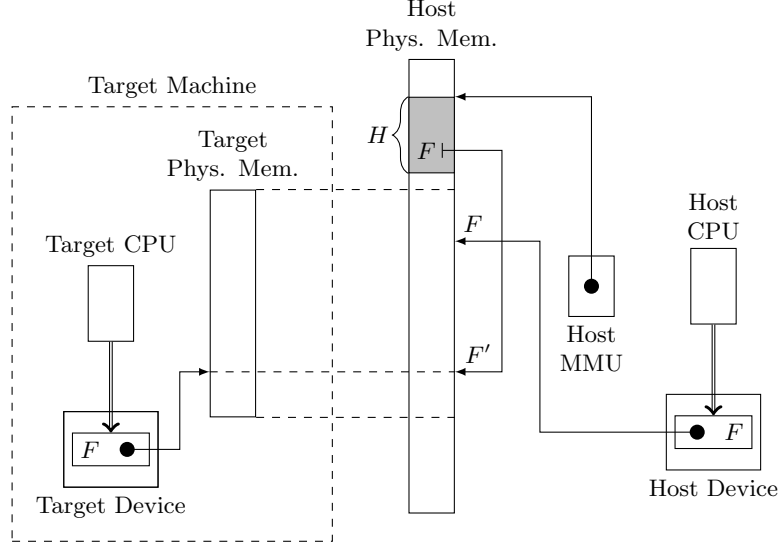 Host
Phys. Mem.
Target Machine
H
Target
Phys. Mem.
F
Host
CPU
F
Target CPU
Host
MMU
F′
F
F
Target Device
Host Device